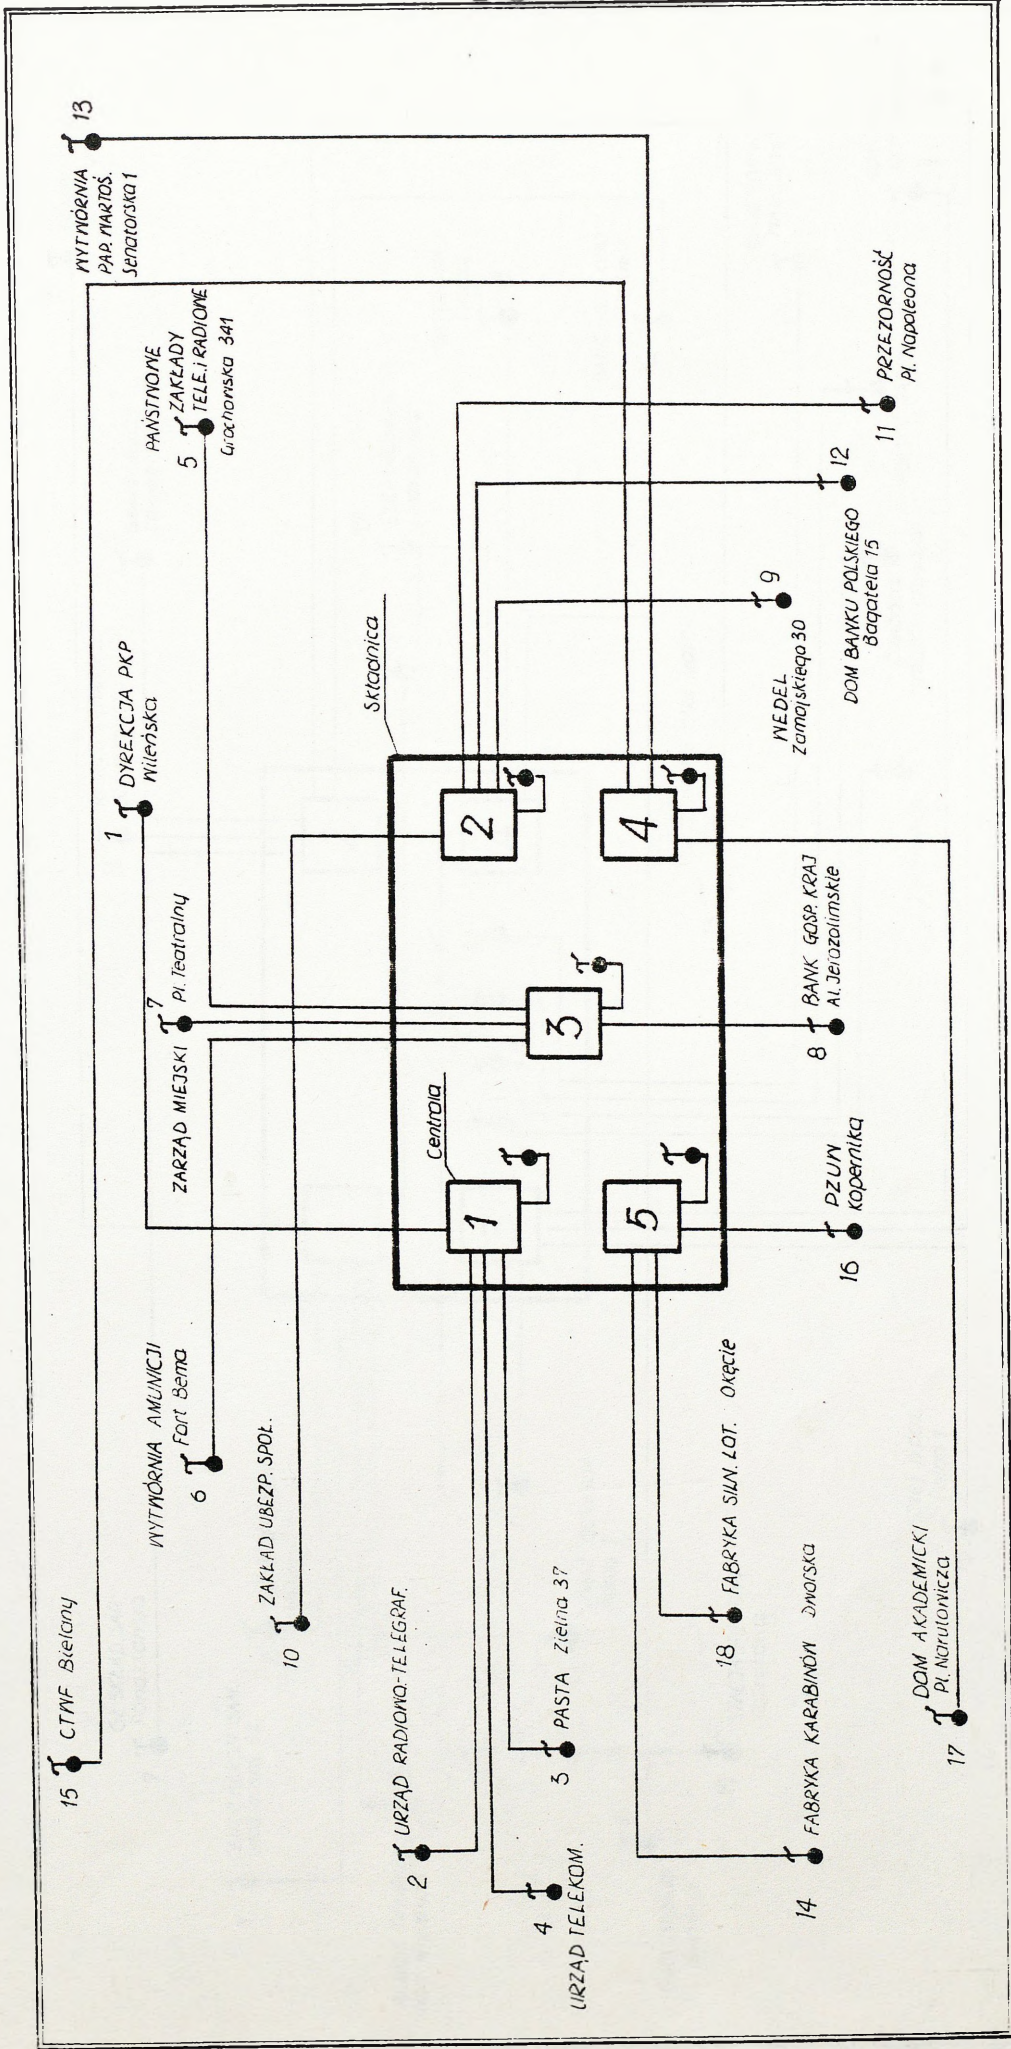 15 CTWF Bielany
WYTWÓRNIA AMUNICJI
6 Fort Bema
10 ZAKŁAD UBEZP. SPOŁ.
2 URZĄD RADIOWO-TELEGRAF.
4
URZĄD TELEKOM.
3 PASTA Zielna 37
18 FABRYKA SILN. LOT. Okęcie
14 FABRYKA KARABINÓW Dworska
17 DOM AKADEMICKI
Pl. Narutowicza
1 DYREKCJA PKP
Wileńska
ZARZĄD MIEJSKI 7 Pl. Teatralny
PAŃSTWOWE
ZAKŁADY
5 TELE. i RADIOWE
Grochowska 341
WYTWÓRNIA 13
PAP. WARTOŚ.
Senatorska 1
Składnica
Centrala
1
2
3
4
5
16 PZUW
Kopernika
8 BANK GOSP. KRAJ
Al. Jerozolimskie
9
WEDEL
Zamojskiego 30
12
DOM BANKU POLSKIEGO
Bagatela 15
11 PRZEZORNOŚĆ
Pl. Napoleona